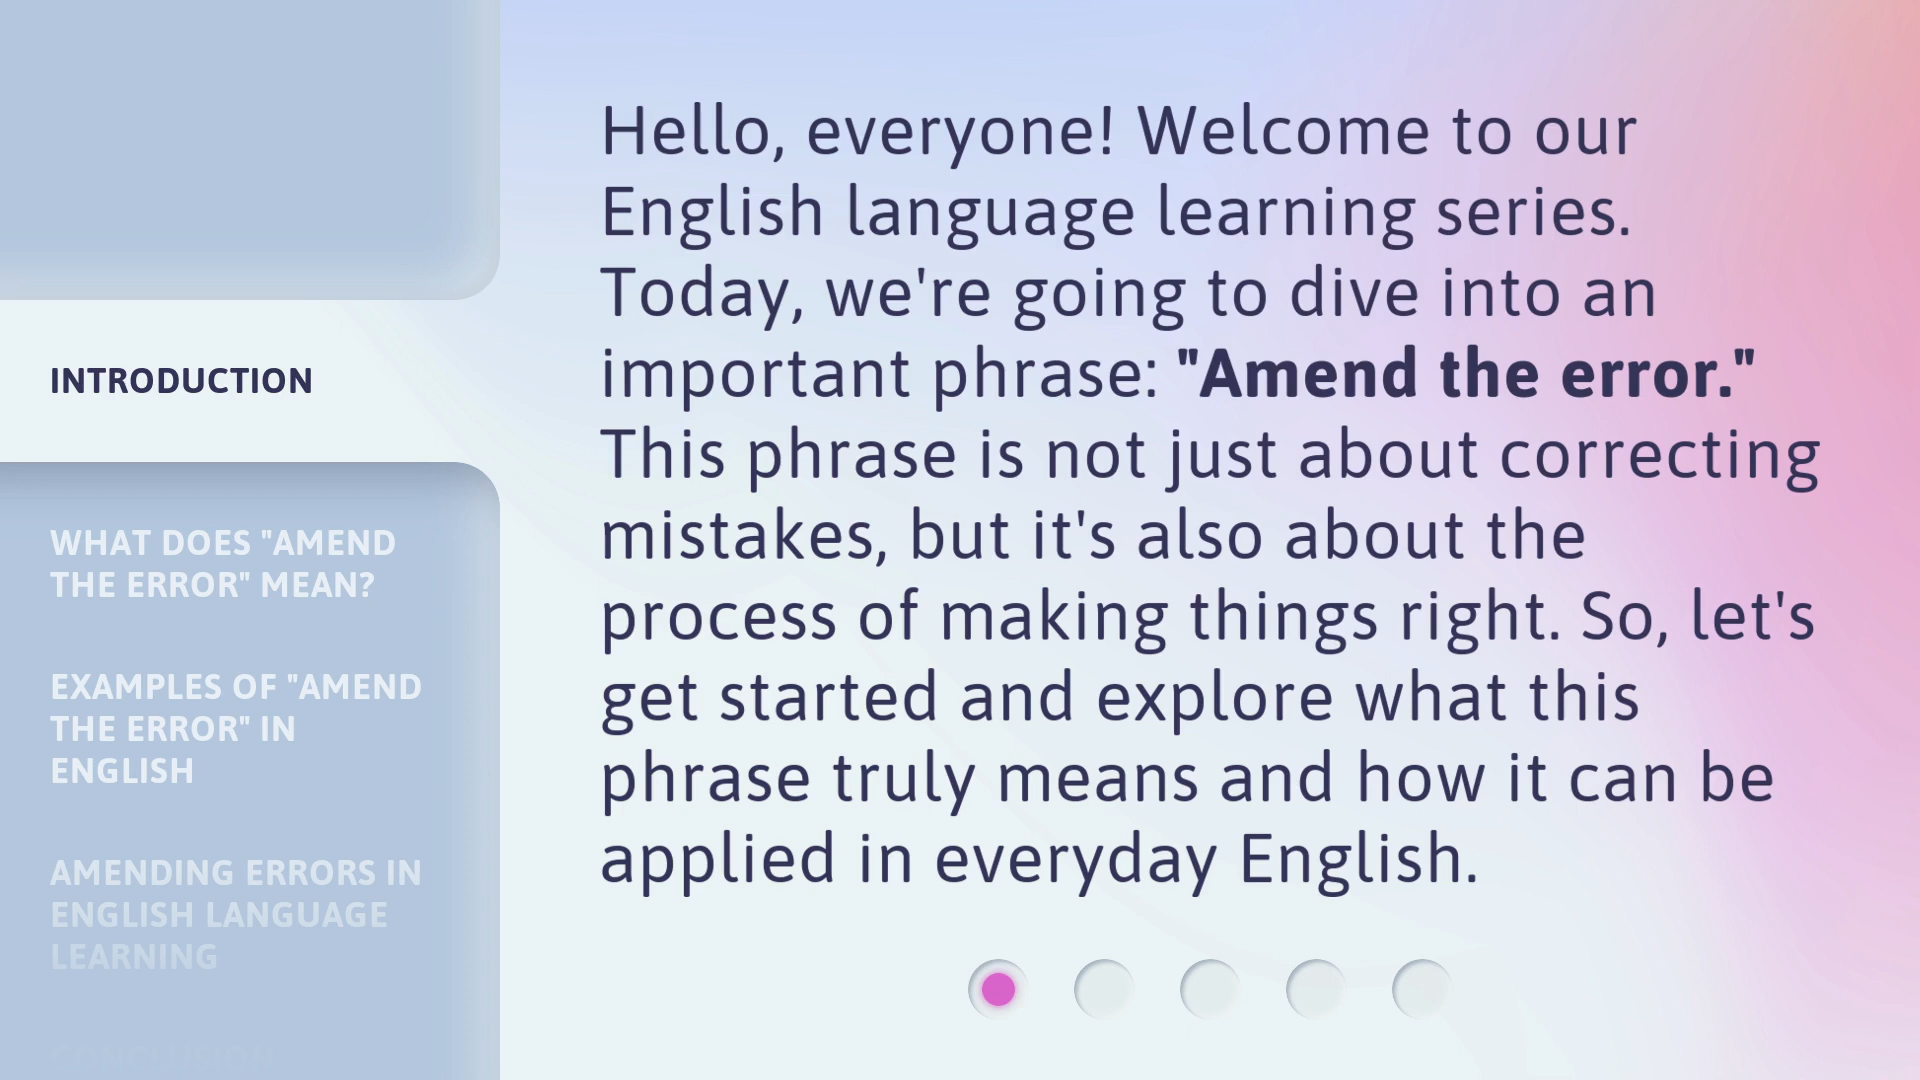 INTRODUCTION
WHAT DOES "AMEND
THE ERROR" MEAN?
EXAMPLES OF "AMEND
THE ERROR" IN
ENGLISH
AMENDING ERRORS IN
ENGLISH LANGUAGE
LEARNING
CONCLUSION
Hello, everyone! Welcome to our
English language learning series.
Today, we're going to dive into an
important phrase: "Amend the error."
This phrase is not just about correcting
mistakes, but it's also about the
process of making things right. So, let's
get started and explore what this
phrase truly means and how it can be
applied in everyday English.